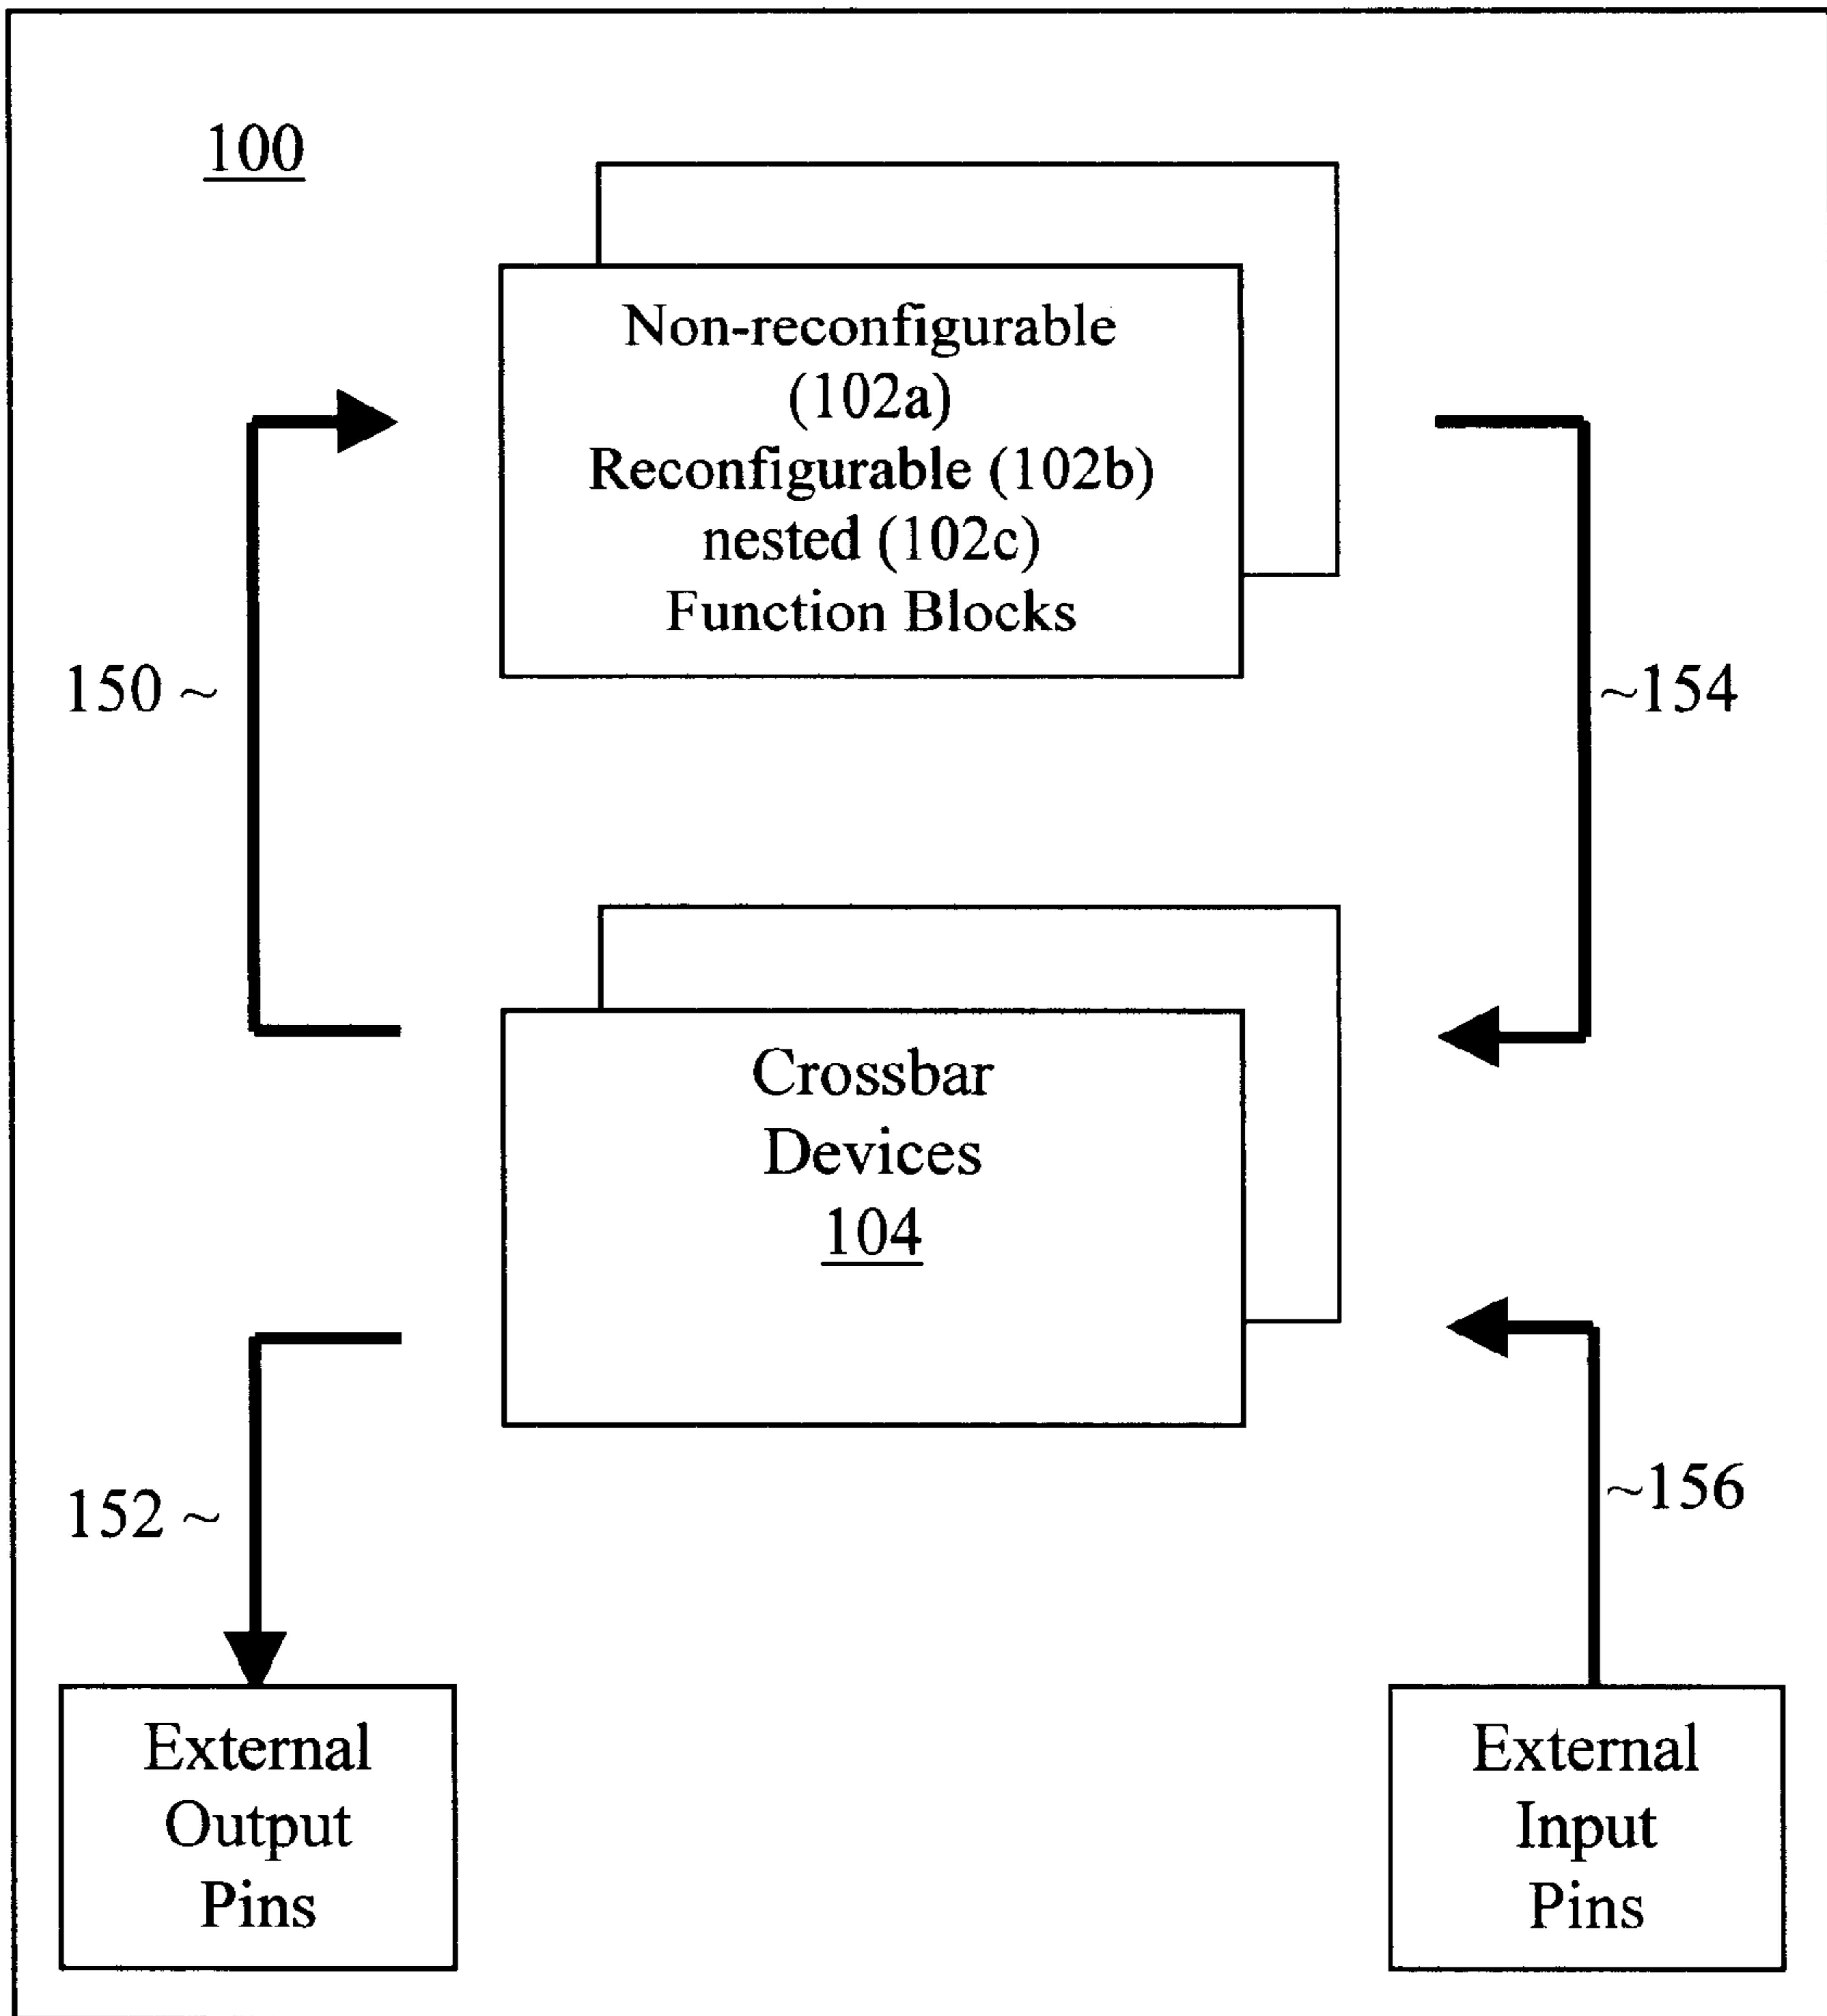 100
Non-reconfigurable
(102a)
Reconfigurable (102b)
nested (102c)
Function Blocks
150 ~
~154
Crossbar
Devices
104
152 ~
~156
External
Output
Pins
External
Input
Pins